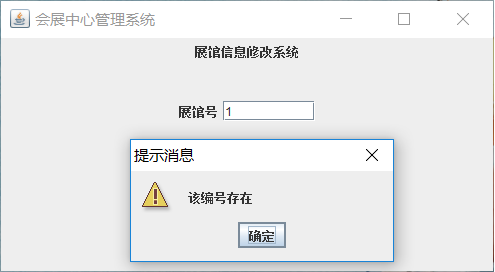 会展中心管理系统
展馆信息修改系统
展馆号 1
提示消息
该编号存在
确定